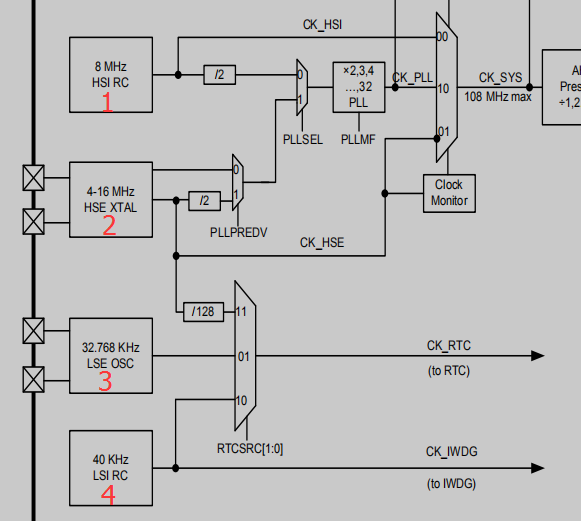 CK_HSI
8 MHz
HSI RC
1
/2
0
1
PLLSEL
×2,3,4
...,32
PLL
PLLMF
CK_PLL
00
10
01
CK_SYS
108 MHz max
Pres
÷1,2
4-16 MHz
HSE XTAL
2
/2
0
1
PLLPREDV
Clock
Monitor
CK_HSE
/128
11
01
10
32.768 KHz
LSE OSC
3
CK_RTC
(to RTC)
RTCSRC[1:0]
40 KHz
LSI RC
4
CK_IWDG
(to IWDG)